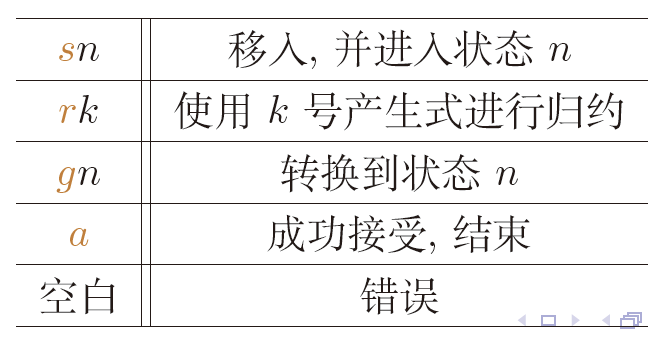 sn 移入, 并进入状态 n
rk 使用 k 号产生式进行归约
gn 转换到状态 n
a 成功接受, 结束
空白 错误